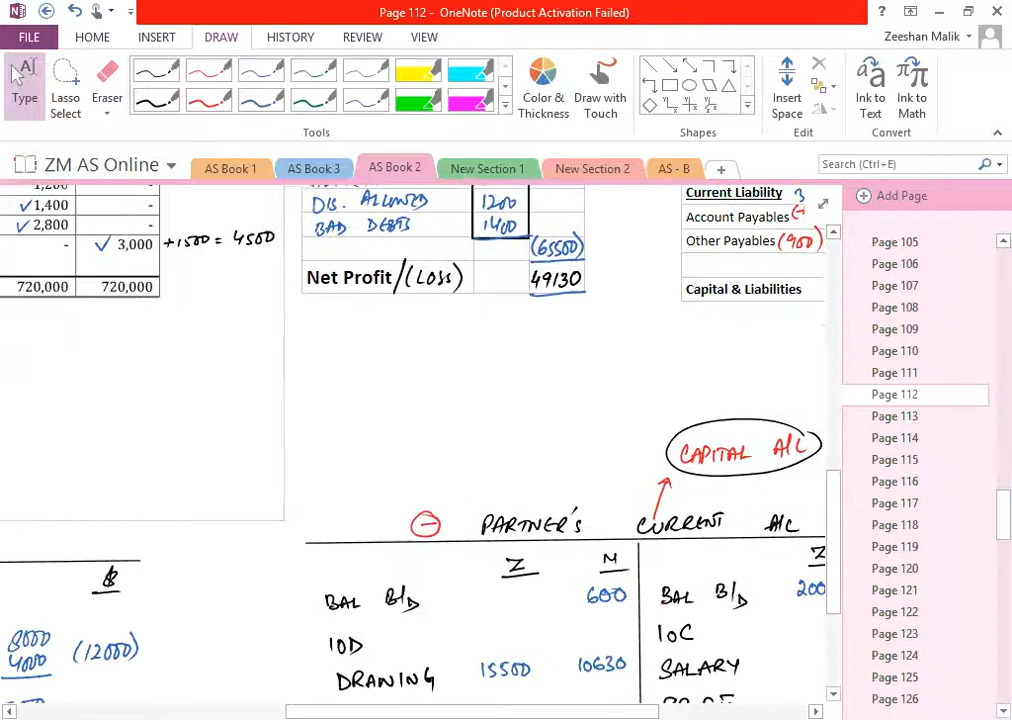 Page 112 - OneNote (Product Activation Failed)
FILE HOME INSERT DRAW HISTORY REVIEW VIEW
Zeeshan Malik
Type
Lasso Select
Eraser
Color & Thickness
Draw with Touch
Insert Space
Ink to Text
Ink to Math
Tools Shapes Edit Convert
ZM AS Online AS Book 1 AS Book 3 AS Book 2 New Section 1 New Section 2 AS - B
Search (Ctrl+E)
Add Page
Page 105
Page 106
Page 107
Page 108
Page 109
Page 110
Page 111
Page 112
Page 113
Page 114
Page 115
Page 116
Page 117
Page 118
Page 119
Page 120
Page 121
Page 122
Page 123
Page 124
Page 125
Page 126
1,200 -
1,400 -
2,800 -
- 3,000 +1500 = 4500
720,000 720,000
DIS. ALLOWED 1200
BAD DEBTS 1400
(65500)
Net Profit/(LOSS) 49130
Current Liability 3
Account Payables (-
Other Payables (900)
Capital & Liabilities
CAPITAL A/C
PARTNER'S CURRENT A/C
Z M Z
BAL B/D 600 BAL B/D 200
IOD IOC
DRAWING 15500 10630 SALARY
$
8000
4000 (12000)